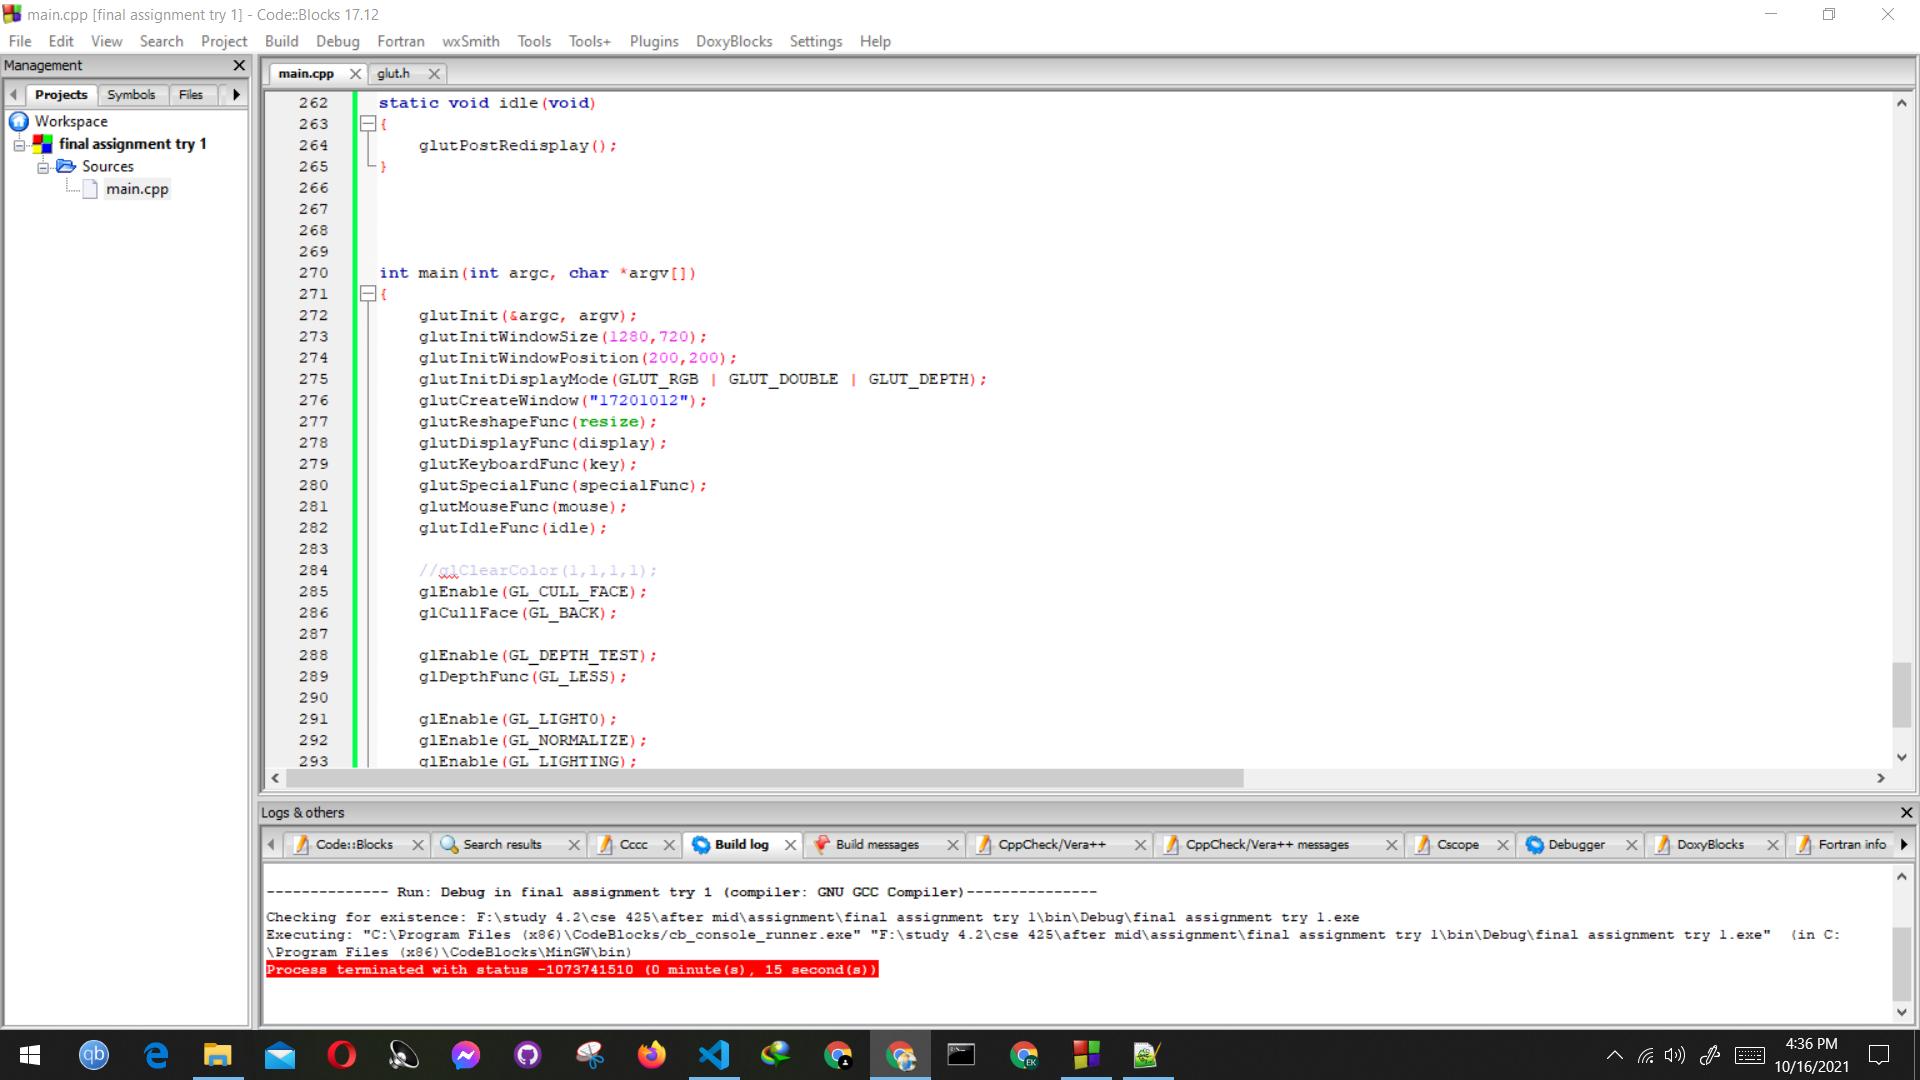 main.cpp [final assignment try 1] - Code::Blocks 17.12
File Edit View Search Project Build Debug Fortran wxSmith Tools Tools+ Plugins DoxyBlocks Settings Help
Management
Projects Symbols Files
Workspace
final assignment try 1
Sources
main.cpp
main.cpp glut.h
262 static void idle(void)
263 {
264 glutPostRedisplay();
265 }
266
267
268
269
270 int main(int argc, char *argv[])
271 {
272 glutInit(&argc, argv);
273 glutInitWindowSize(1280,720);
274 glutInitWindowPosition(200,200);
275 glutInitDisplayMode(GLUT_RGB | GLUT_DOUBLE | GLUT_DEPTH);
276 glutCreateWindow("17201012");
277 glutReshapeFunc(resize);
278 glutDisplayFunc(display);
279 glutKeyboardFunc(key);
280 glutSpecialFunc(specialFunc);
281 glutMouseFunc(mouse);
282 glutIdleFunc(idle);
283
284 //glClearColor(1,1,1,1);
285 glEnable(GL_CULL_FACE);
286 glCullFace(GL_BACK);
287
288 glEnable(GL_DEPTH_TEST);
289 glDepthFunc(GL_LESS);
290
291 glEnable(GL_LIGHT0);
292 glEnable(GL_NORMALIZE);
293 glEnable(GL_LIGHTING);
Logs & others
Code::Blocks Search results Cccc Build log Build messages CppCheck/Vera++ CppCheck/Vera++ messages Cscope Debugger DoxyBlocks Fortran info
-------------- Run: Debug in final assignment try 1 (compiler: GNU GCC Compiler)---------------
Checking for existence: F:\study 4.2\cse 425\after mid\assignment\final assignment try 1\bin\Debug\final assignment try 1.exe
Executing: "C:\Program Files (x86)\CodeBlocks/cb_console_runner.exe" "F:\study 4.2\cse 425\after mid\assignment\final assignment try 1\bin\Debug\final assignment try 1.exe"  (in C:
\Program Files (x86)\CodeBlocks\MinGW\bin)
Process terminated with status -1073741510 (0 minute(s), 15 second(s))
qb
EK
4:36 PM
10/16/2021